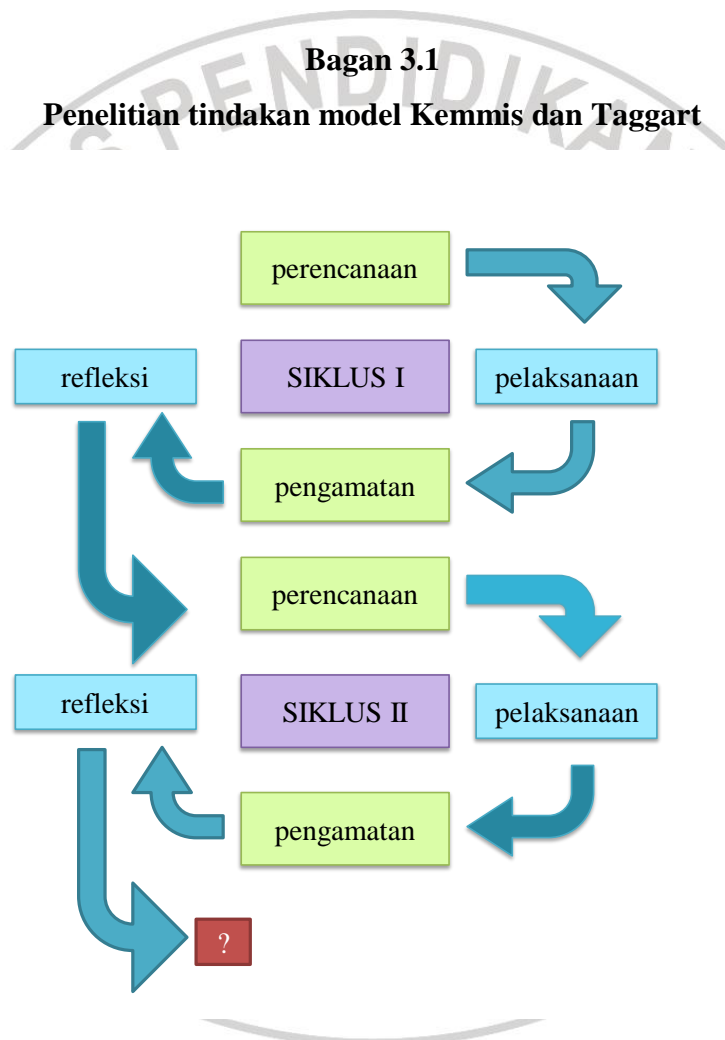 Bagan 3.1
Penelitian tindakan model Kemmis dan Taggart
perencanaan
refleksi
SIKLUS I
pelaksanaan
pengamatan
perencanaan
refleksi
SIKLUS II
pelaksanaan
pengamatan
?